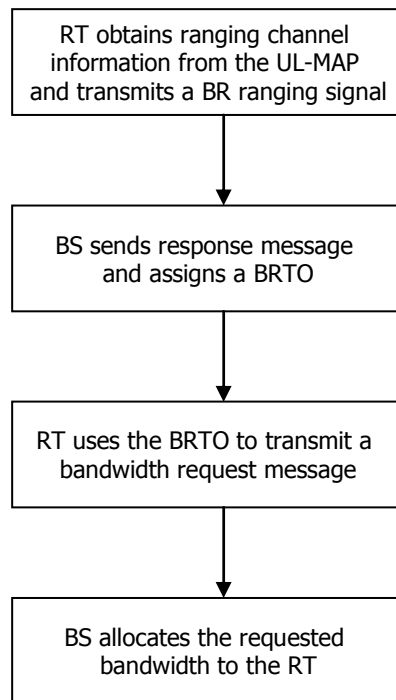 RT obtains ranging channel
information from the UL-MAP
and transmits a BR ranging signal
BS sends response message
and assigns a BRTO
RT uses the BRTO to transmit a
bandwidth request message
BS allocates the requested
bandwidth to the RT